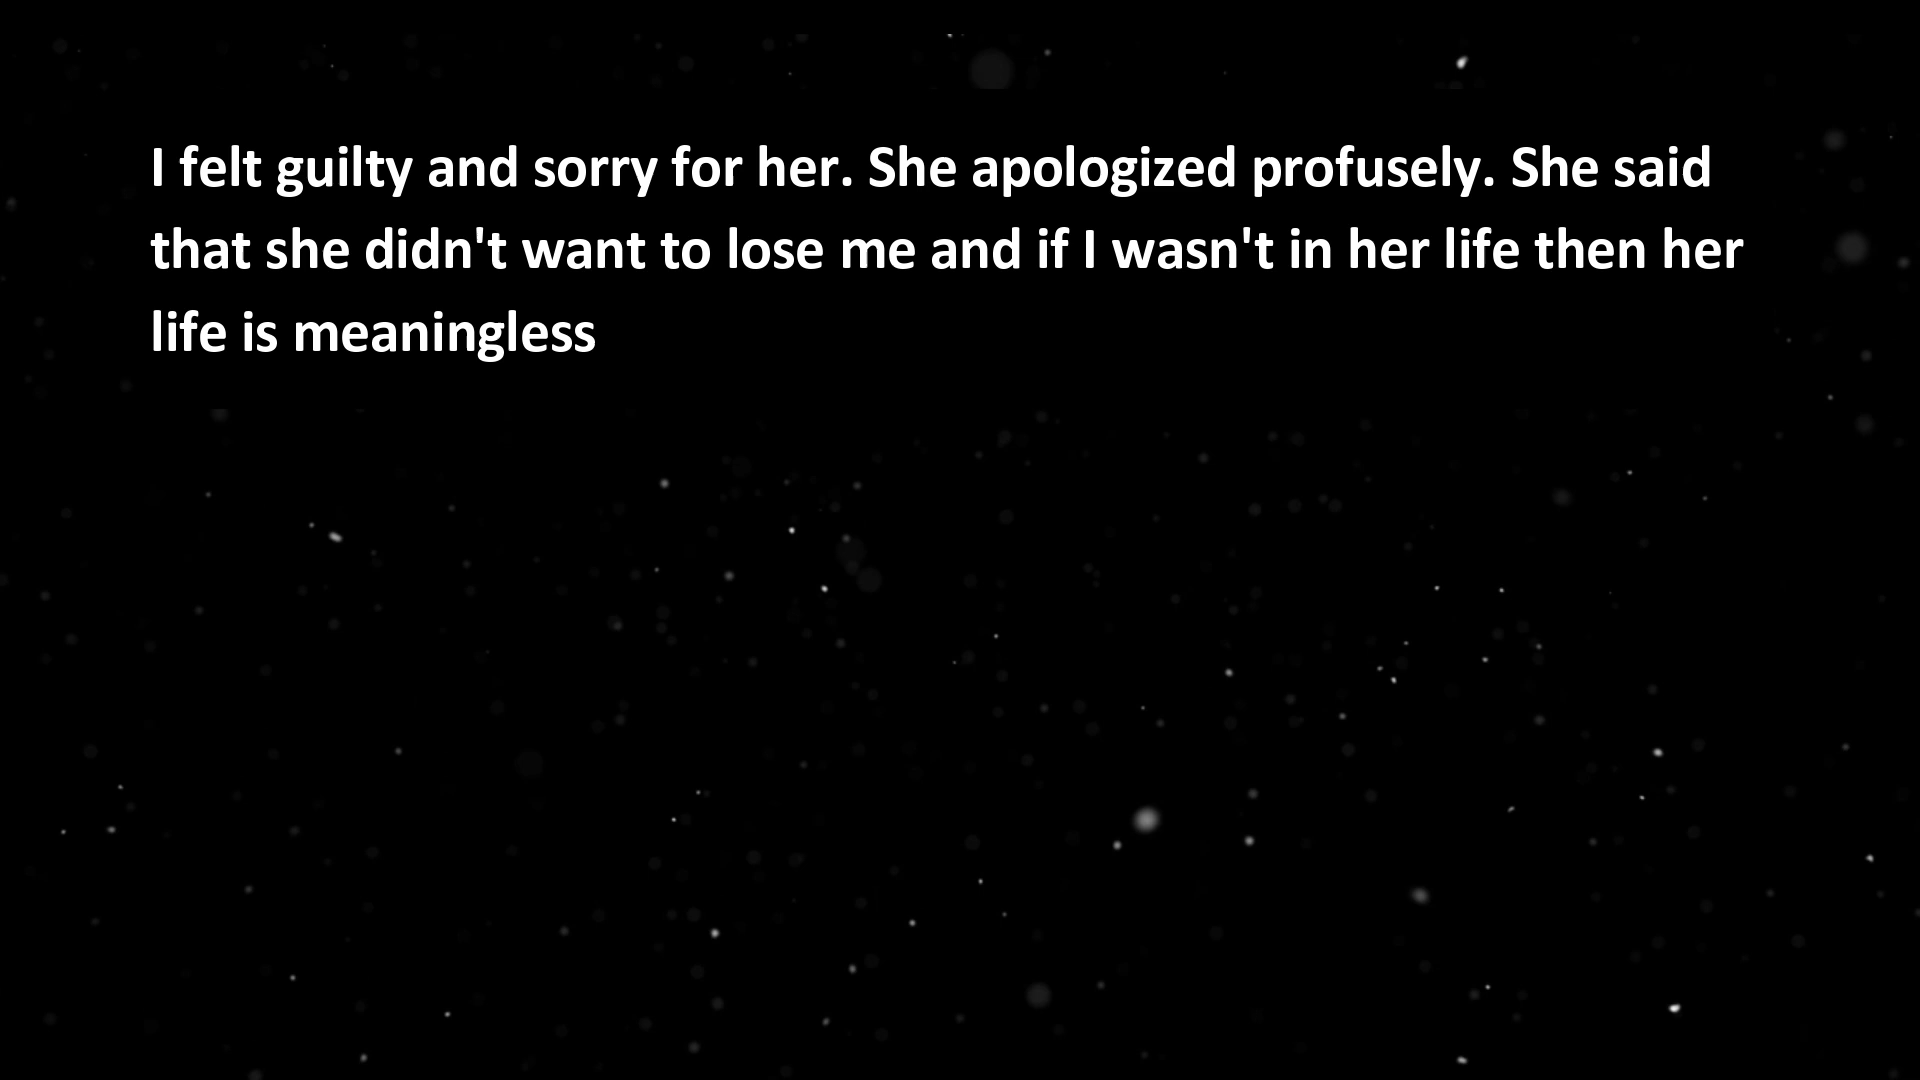 I felt guilty and sorry for her. She apologized profusely. She said
that she didn't want to lose me and if I wasn't in her life then her
life is meaningless